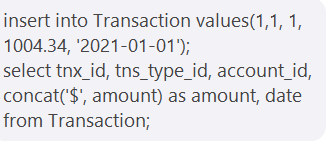 insert into Transaction values(1,1, 1,
1004.34, '2021-01-01');
select tnx_id, tns_type_id, account_id,
concat('$', amount) as amount, date
from Transaction;